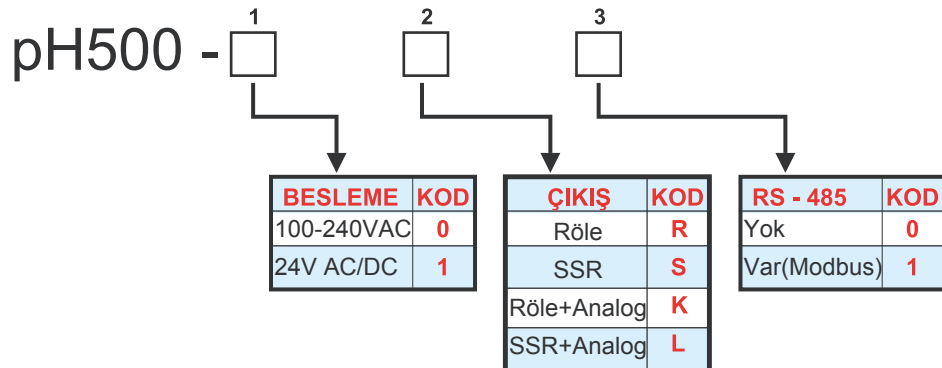 1 2 3
pH500 -
BESLEME KOD
100-240VAC 0
24V AC/DC 1
ÇIKIŞ KOD
Röle R
SSR S
Röle+Analog K
SSR+Analog L
RS - 485 KOD
Yok 0
Var(Modbus) 1